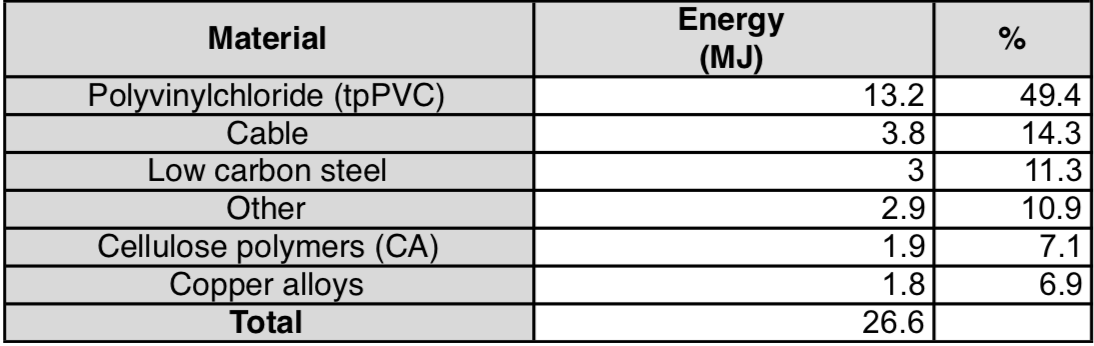 Material Energy (MJ) %
Polyvinylchloride (tpPVC) 13.2 49.4
Cable 3.8 14.3
Low carbon steel 3 11.3
Other 2.9 10.9
Cellulose polymers (CA) 1.9 7.1
Copper alloys 1.8 6.9
Total 26.6